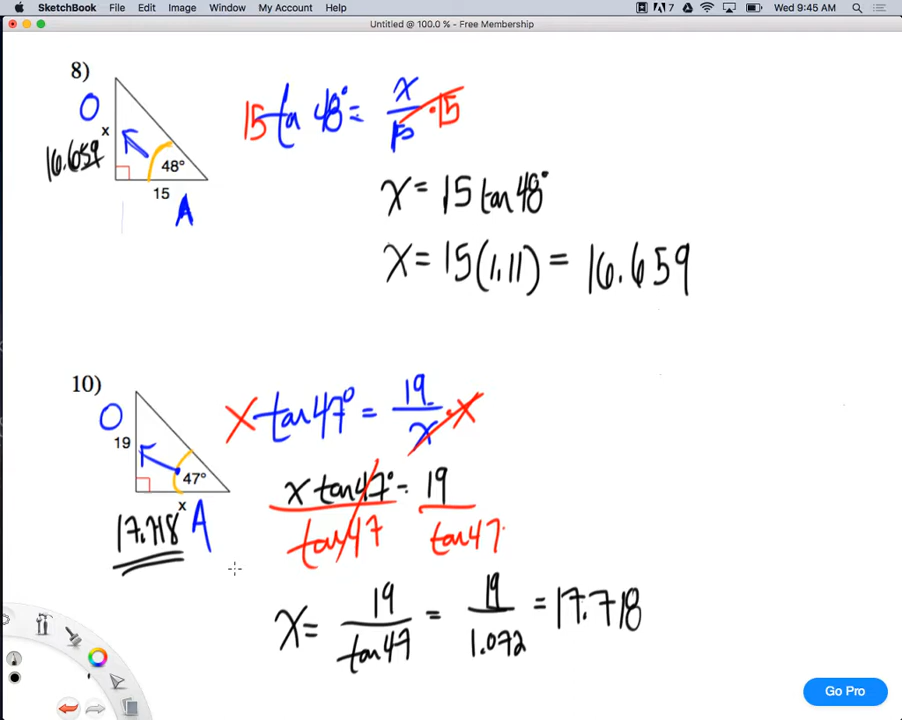 SketchBook File Edit Image Window My Account Help 7 Wed 9:45 AM
Untitled @ 100.0 % - Free Membership
8)
O
x
16.659
48°
15
A
15 tan 48° = x/15 · 15
x = 15 tan 48°
x = 15(1.11) = 16.659
10)
O
19
47°
x
17.718
A
x tan 47° = 19/x · x
x tan 47° = 19
tan 47 tan 47
x = 19/tan 47 = 19/1.072 = 17.718
Go Pro